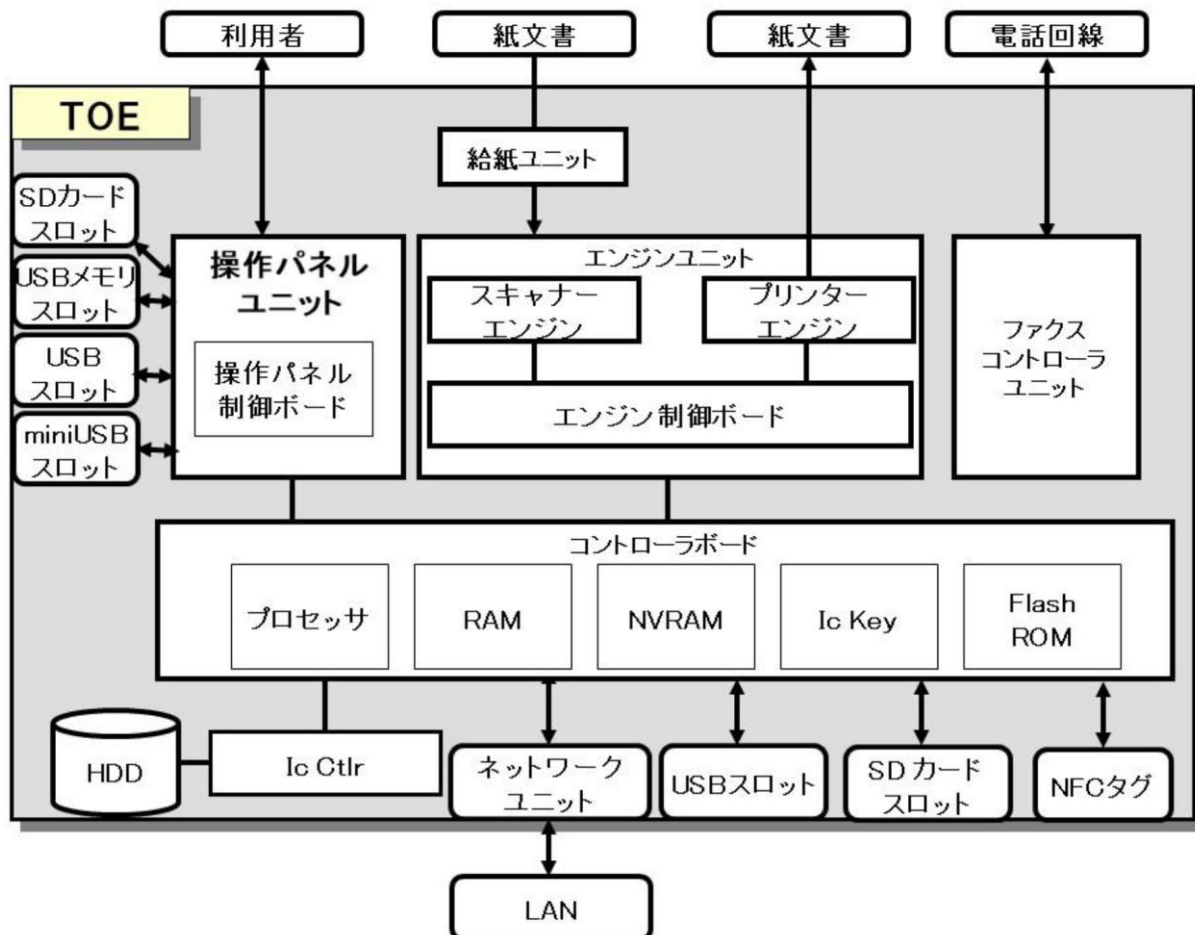 利用者
紙文書
紙文書
電話回線
TOE
給紙ユニット
SDカード
スロット
USBメモリ
スロット
USB
スロット
miniUSB
スロット
操作パネル
ユニット
操作パネル
制御ボード
エンジンユニット
スキャナー
エンジン
プリンター
エンジン
エンジン制御ボード
ファクス
コントローラ
ユニット
コントローラボード
プロセッサ
RAM
NVRAM
Ic Key
Flash
ROM
HDD
Ic Ctlr
ネットワーク
ユニット
USBスロット
SD カード
スロット
NFCタグ
LAN